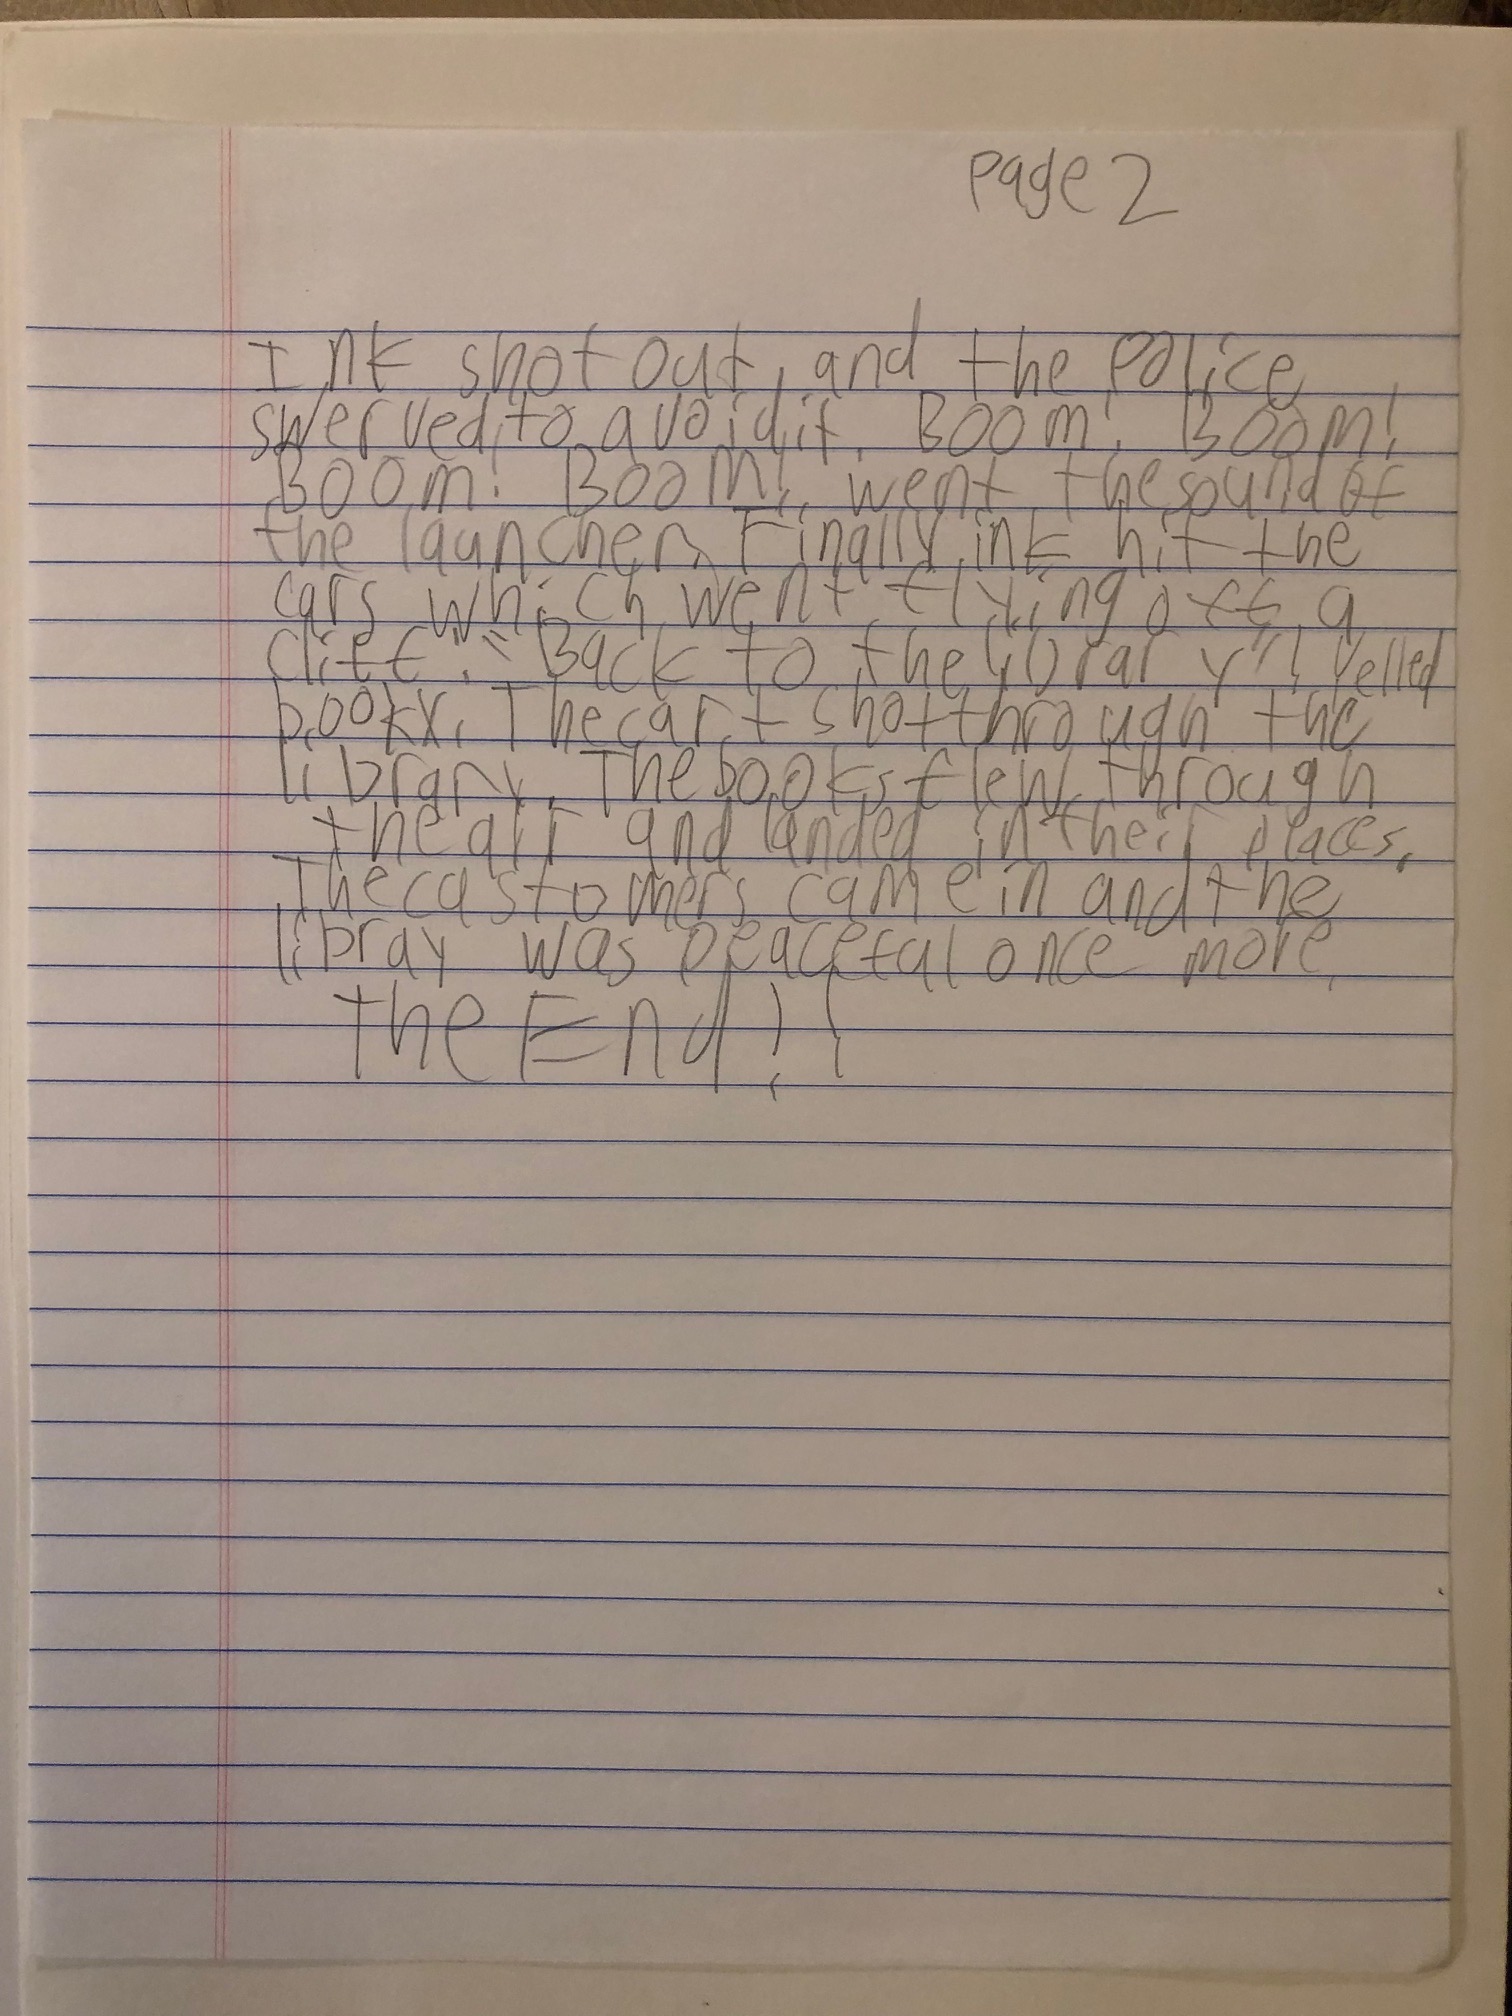 Page 2
Ink shot out, and the police
swerved to avoid it. Boom! Boom!
Boom! Boom! went the sound of
the launcher. Finally ink hit the
cars which went flying off a
cliff. "Back to the library"! yelled
bookx. The cart shot through the
library. The books flew through
the air and landed in their places.
The castomers came in and the
libray was peacefal once more.
The End!!